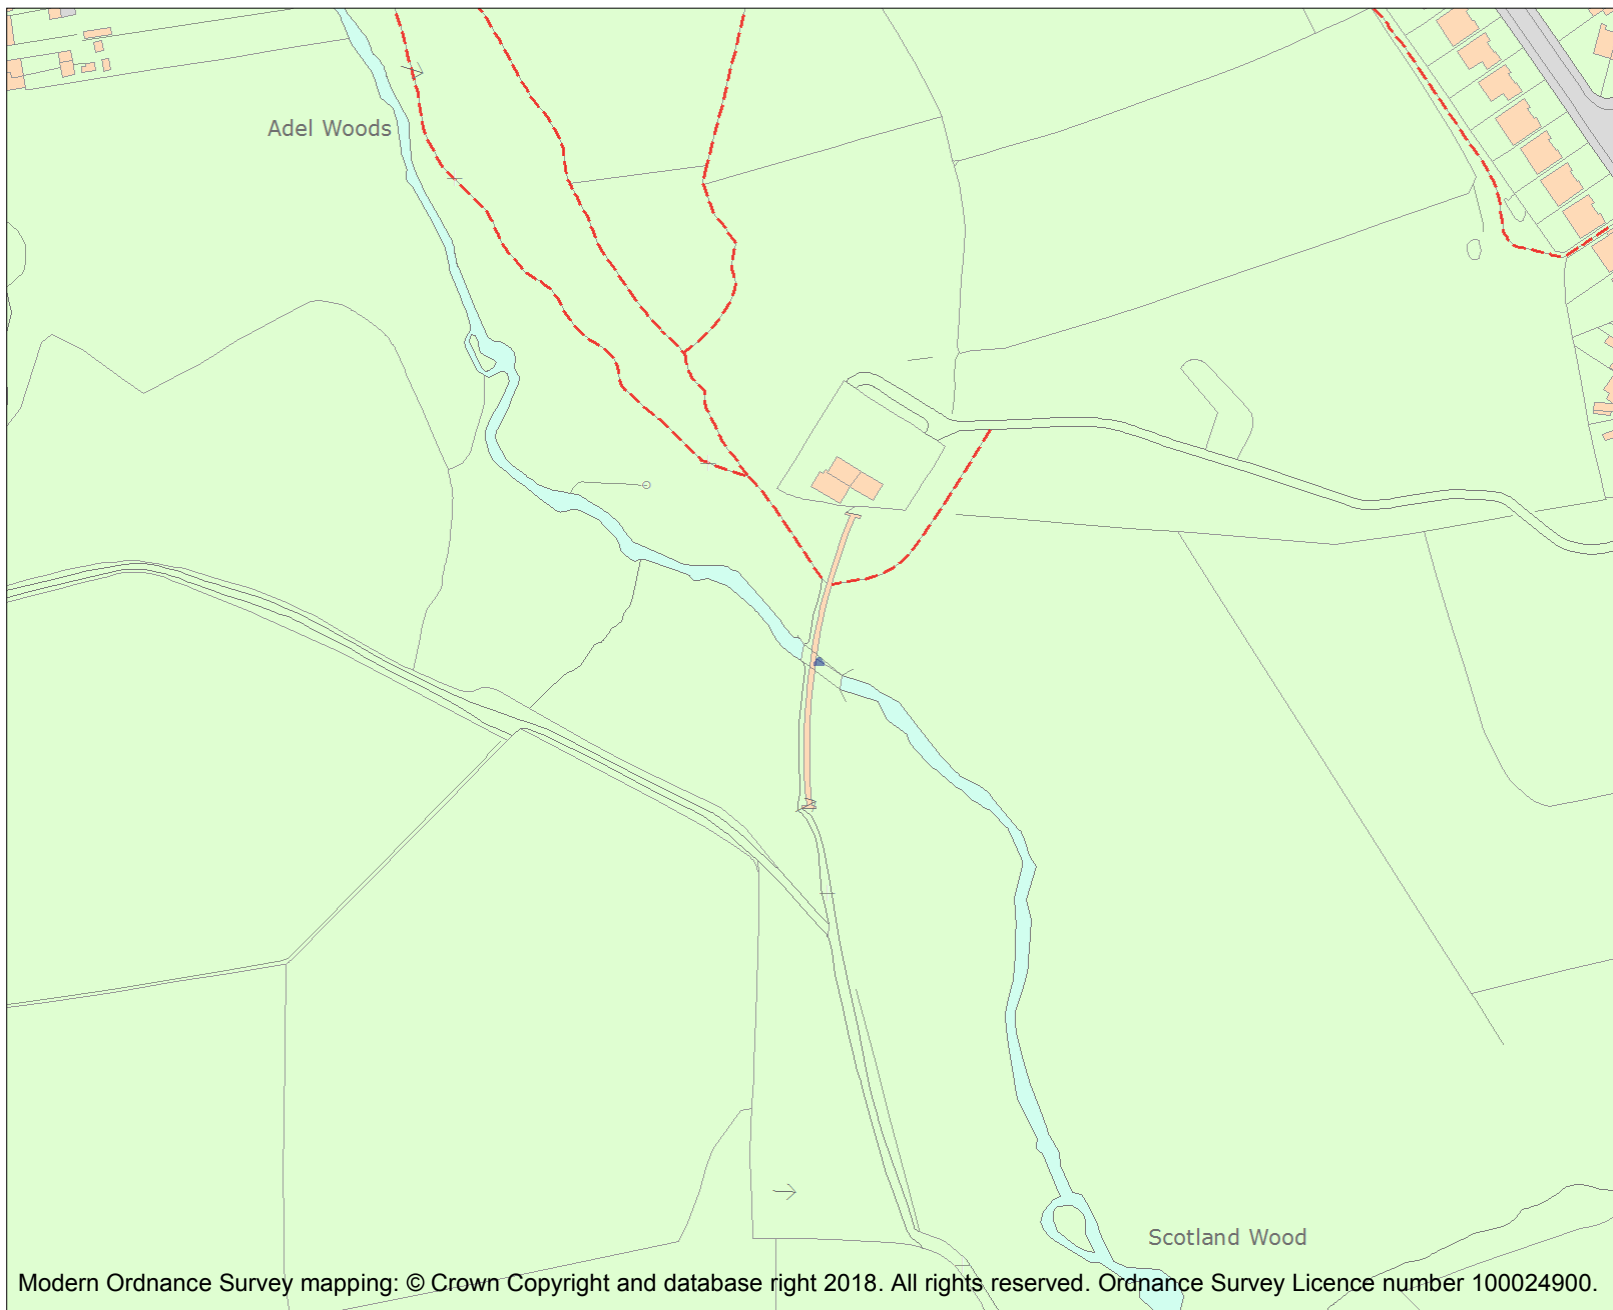 Adel Woods
Scotland Wood
Modern Ordnance Survey mapping: © Crown Copyright and database right 2018. All rights reserved. Ordnance Survey Licence number 100024900.